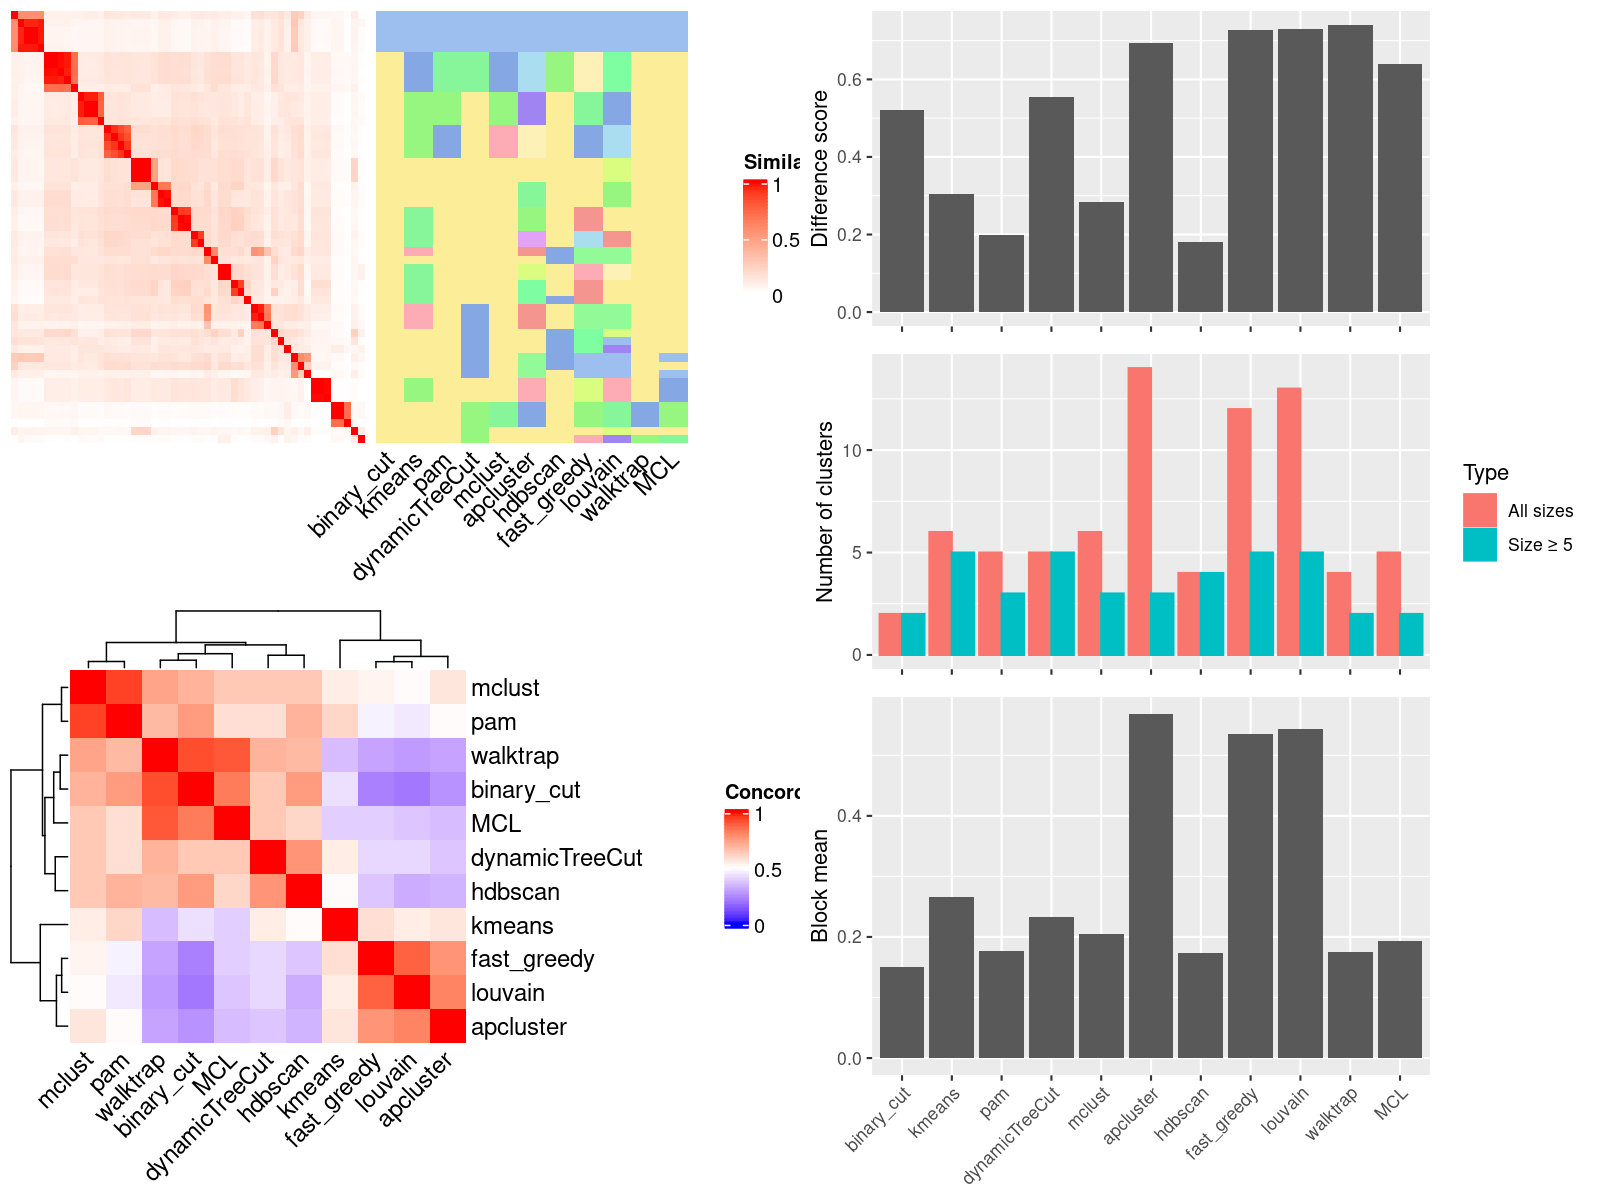 Simila
1
0.5
0
binary_cut
kmeans
pam
dynamicTreeCut
mclust
apcluster
hdbscan
fast_greedy
louvain
walktrap
MCL
Difference score
0.6
0.4
0.2
0.0
Number of clusters
10
5
0
Type
All sizes
Size ≥ 5
mclust
pam
walktrap
binary_cut
MCL
dynamicTreeCut
hdbscan
kmeans
fast_greedy
louvain
apcluster
mclust
pam
walktrap
binary_cut
MCL
dynamicTreeCut
hdbscan
kmeans
fast_greedy
louvain
apcluster
Concord
1
0.5
0
Block mean
0.4
0.2
0.0
binary_cut
kmeans
pam
dynamicTreeCut
mclust
apcluster
hdbscan
fast_greedy
louvain
walktrap
MCL